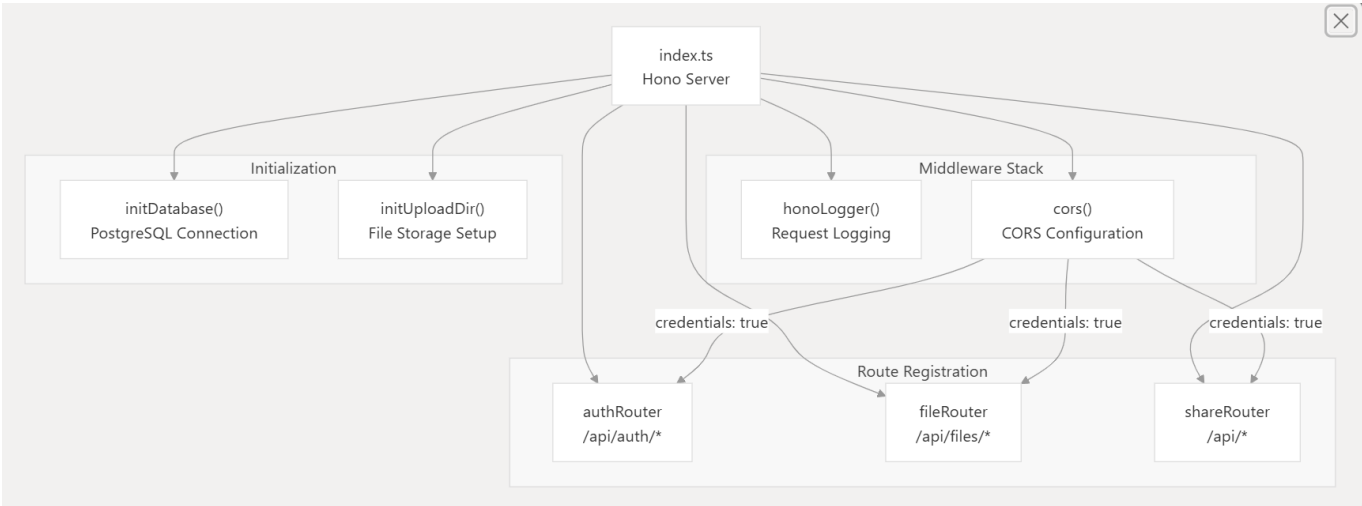 index.ts
Hono Server
Initialization
initDatabase()
PostgreSQL Connection
initUploadDir()
File Storage Setup
Middleware Stack
honoLogger()
Request Logging
cors()
CORS Configuration
credentials: true
credentials: true
credentials: true
Route Registration
authRouter
/api/auth/*
fileRouter
/api/files/*
shareRouter
/api/*